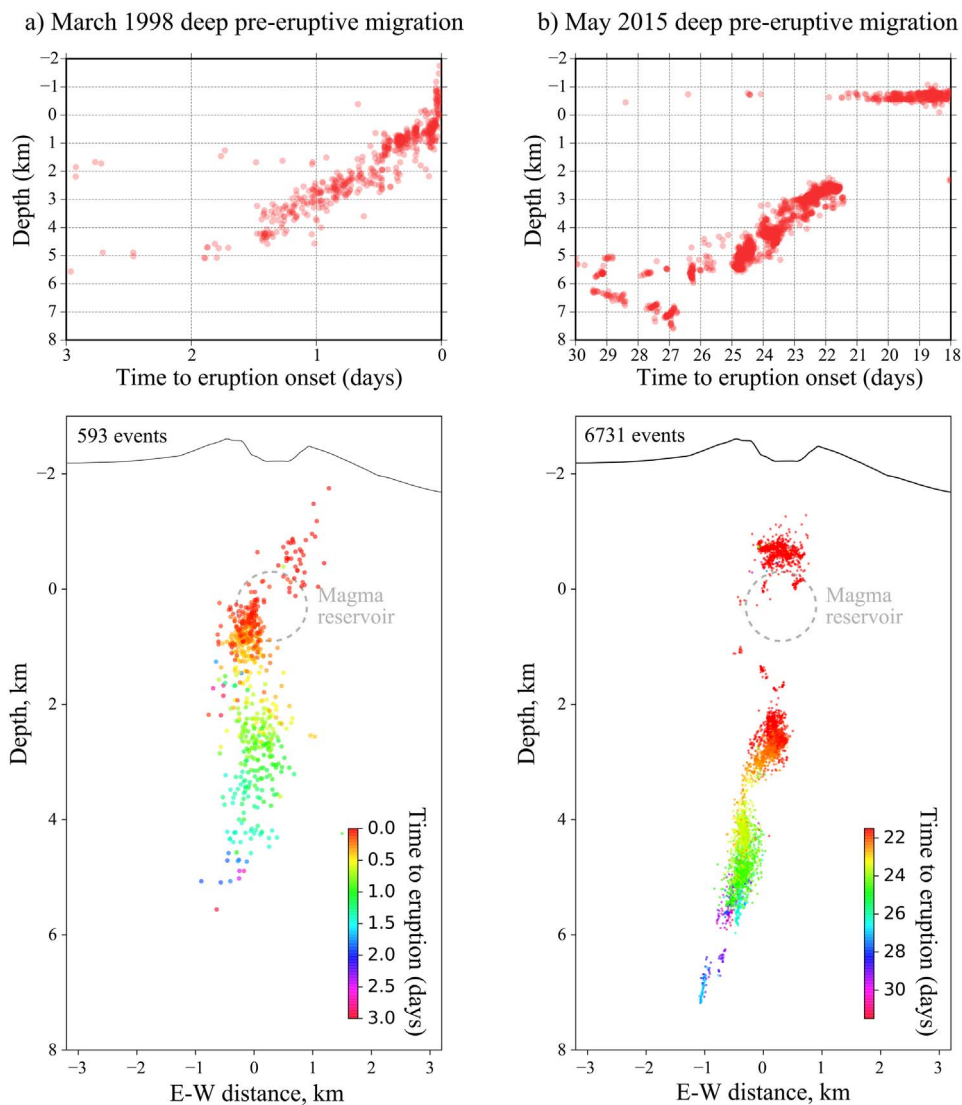 a) March 1998 deep pre-eruptive migration
b) May 2015 deep pre-eruptive migration
−2
−1
0
1
2
3
4
5
6
7
8
Depth (km)
3
2
1
0
Time to eruption onset (days)
−2
−1
0
1
2
3
4
5
6
7
8
Depth (km)
30 29 28 27 26 25 24 23 22 21 20 19 18
Time to eruption onset (days)
593 events
−2
0
2
4
6
8
Depth, km
Magma
reservoir
0.0
0.5
1.0
1.5
2.0
2.5
3.0
Time to eruption (days)
−3 −2 −1 0 1 2 3
E-W distance, km
6731 events
−2
0
2
4
6
8
Depth, km
Magma
reservoir
22
24
26
28
30
Time to eruption (days)
−3 −2 −1 0 1 2 3
E-W distance, km